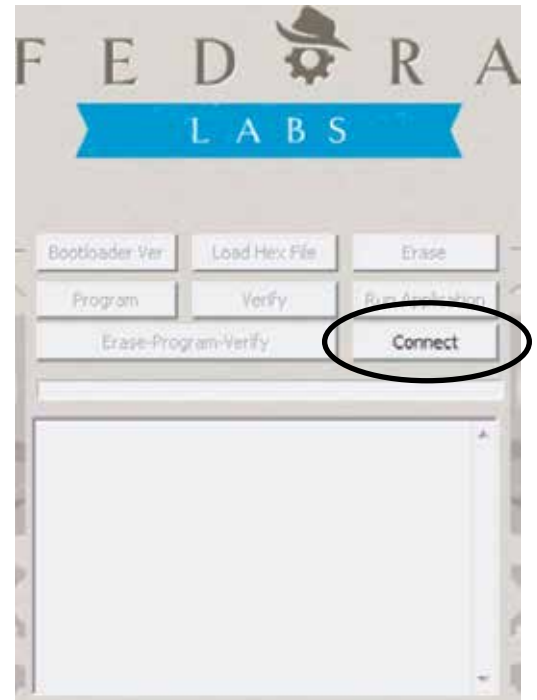 FEDORA
LABS
Bootloader Ver Load Hex File Erase
Program Verify Run Application
Erase-Program-Verify Connect